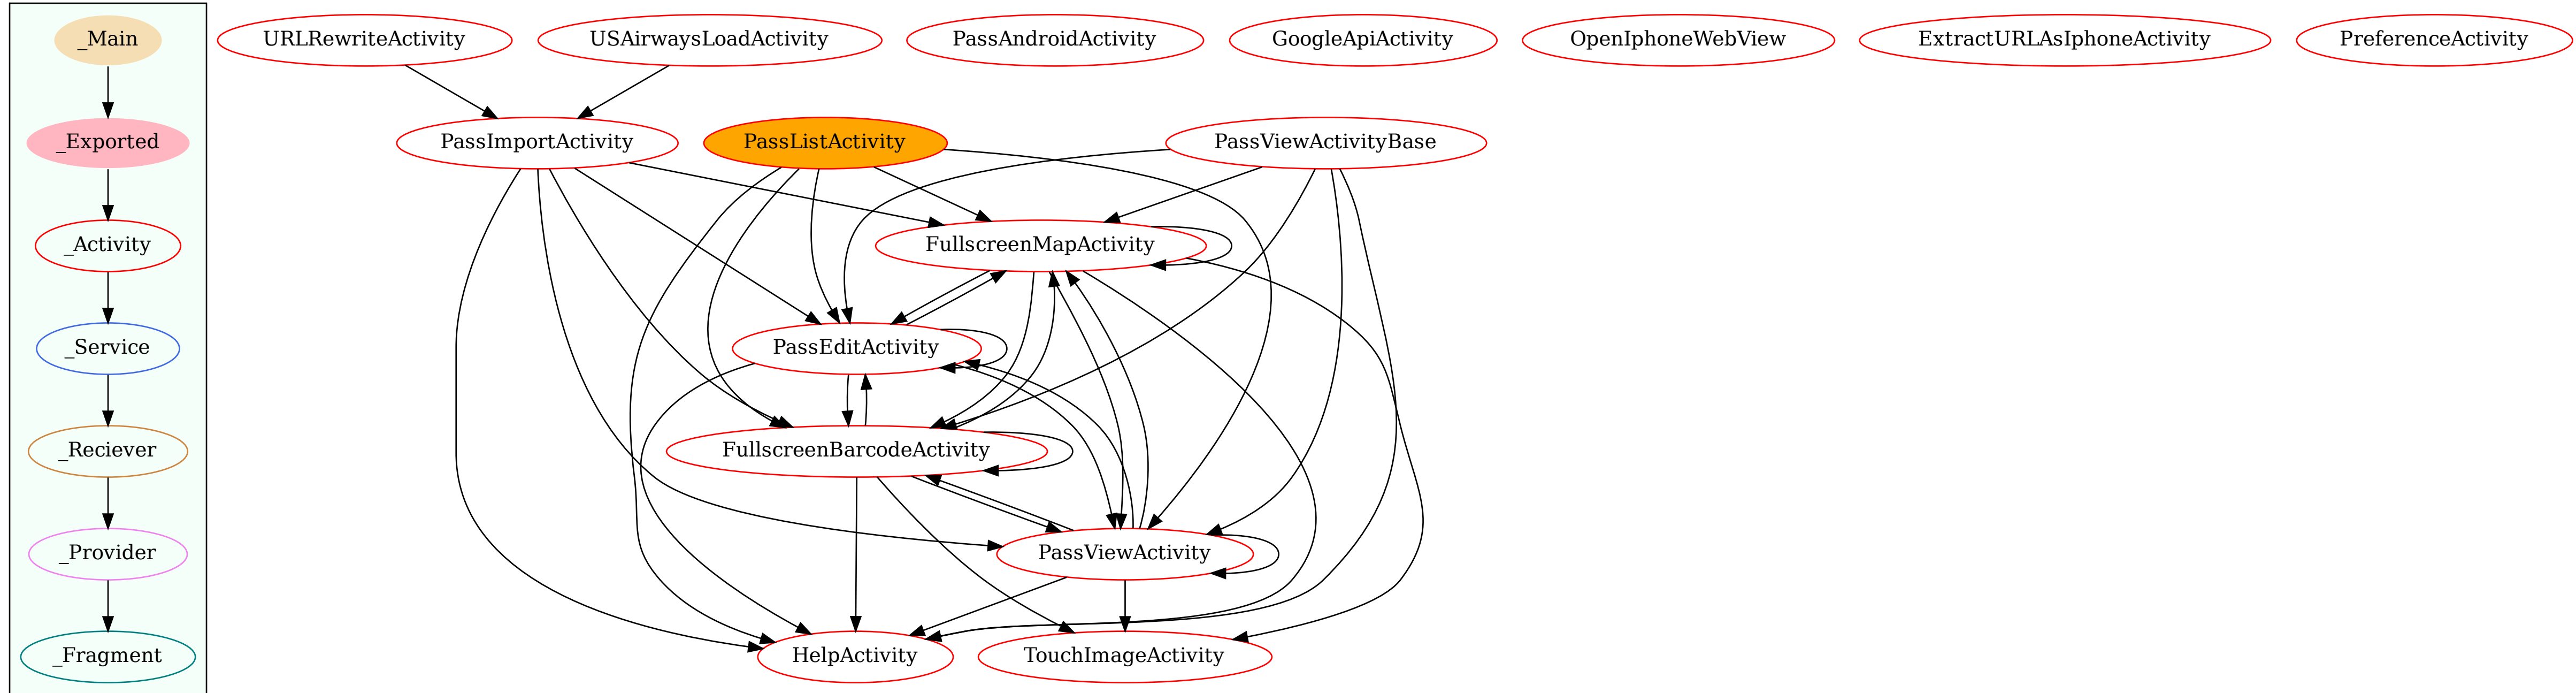 _Main
_Exported
_Activity
_Service
_Reciever
_Provider
_Fragment
URLRewriteActivity
USAirwaysLoadActivity
PassAndroidActivity
GoogleApiActivity
OpenIphoneWebView
ExtractURLAsIphoneActivity
PreferenceActivity
PassImportActivity
PassListActivity
PassViewActivityBase
FullscreenMapActivity
PassEditActivity
FullscreenBarcodeActivity
PassViewActivity
HelpActivity
TouchImageActivity